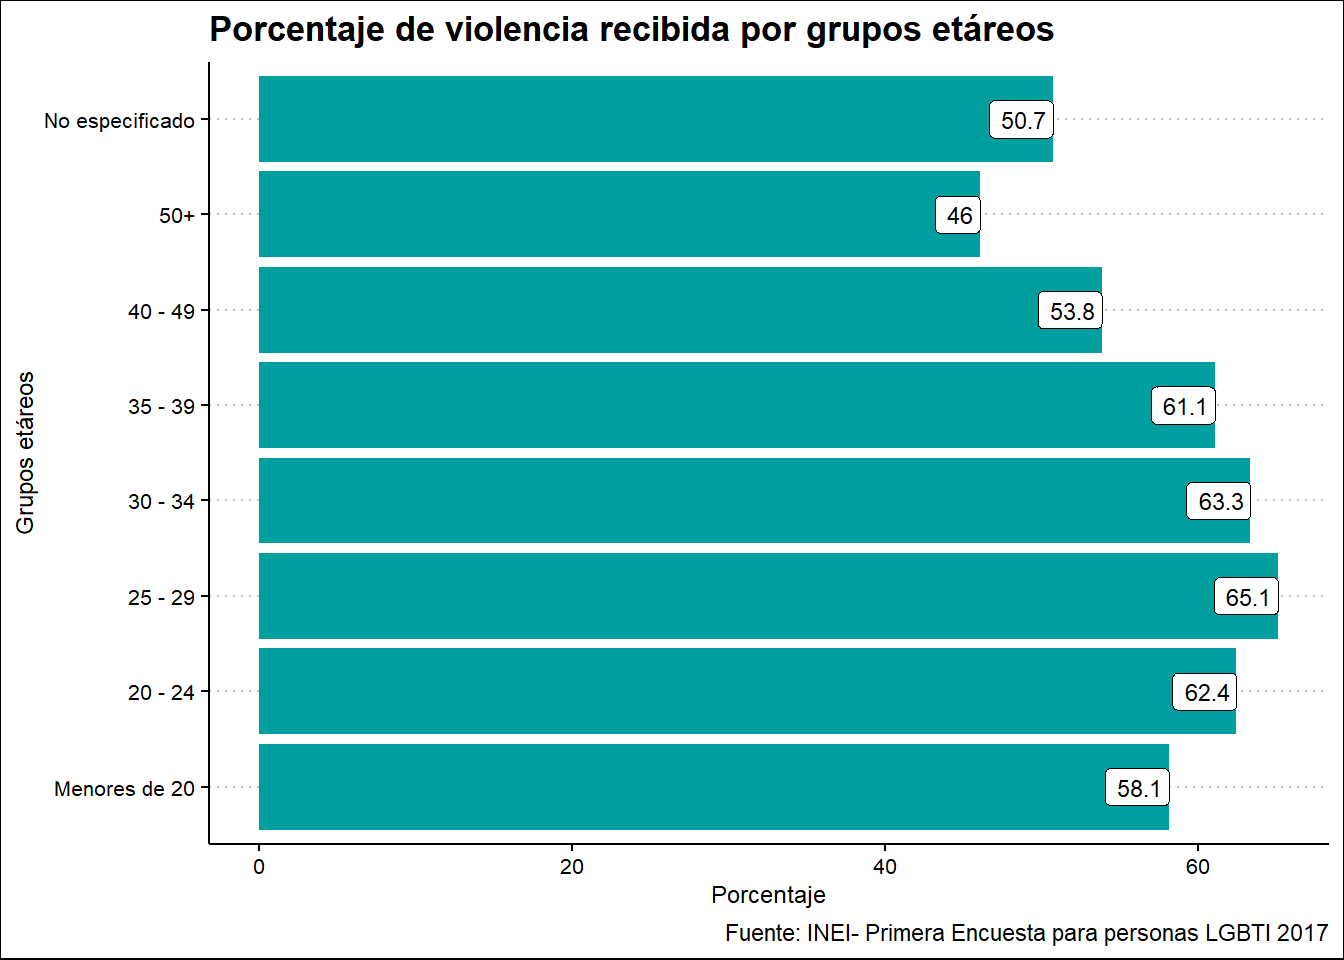 Porcentaje de violencia recibida por grupos etáreos
Grupos etáreos
No especificado
50.7
50+
46
40 - 49
53.8
35 - 39
61.1
30 - 34
63.3
25 - 29
65.1
20 - 24
62.4
Menores de 20
58.1
0 20 40 60
Porcentaje
Fuente: INEI- Primera Encuesta para personas LGBTI 2017